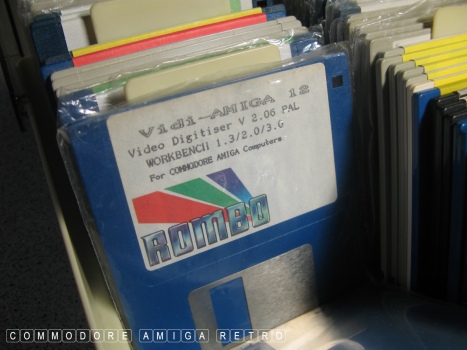 Vidi-AMIGA 12
Video Digitiser V 2.06 PAL
WORKBENCH 1.3/2.0/3.0
For COMMODORE AMIGA Computers
ROMBO
COMMODORE AMIGA RETRO